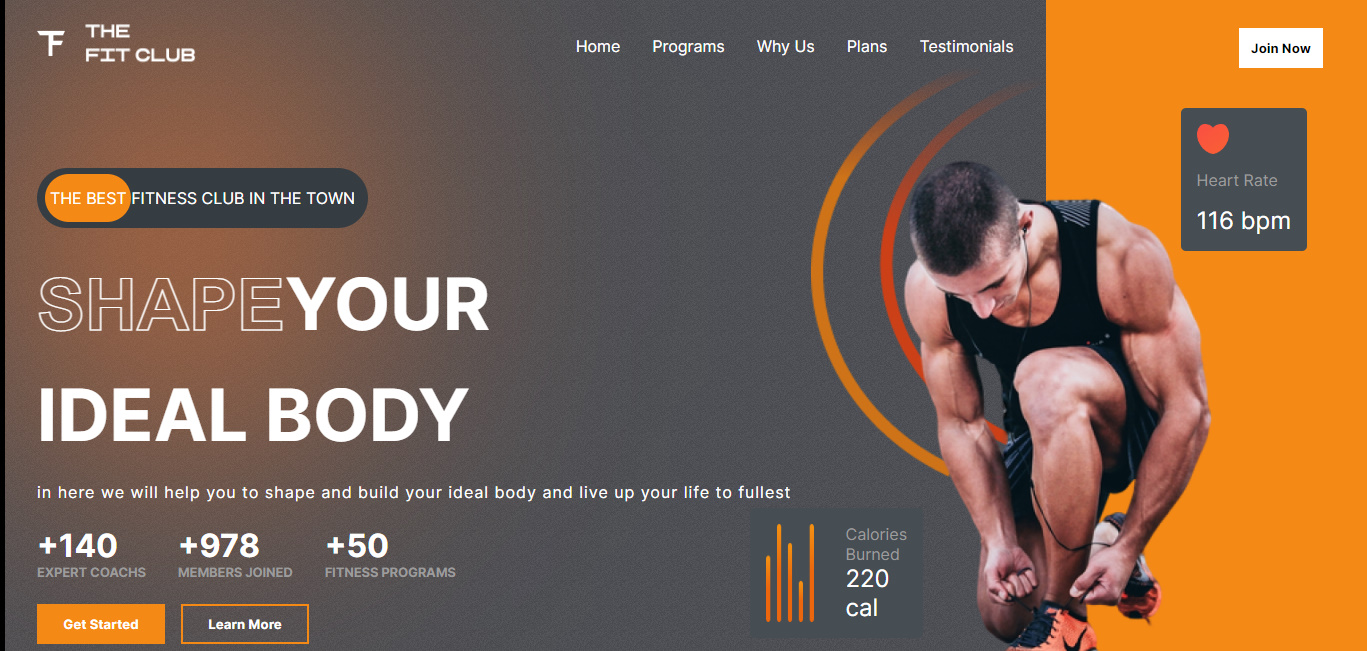 THE
FIT CLUB
Home Programs Why Us Plans Testimonials
Join Now
Heart Rate
116 bpm
THE BEST FITNESS CLUB IN THE TOWN
SHAPEYOUR
IDEAL BODY
in here we will help you to shape and build your ideal body and live up your life to fullest
+140 +978 +50
EXPERT COACHS MEMBERS JOINED FITNESS PROGRAMS
Get Started Learn More
Calories
Burned
220
cal